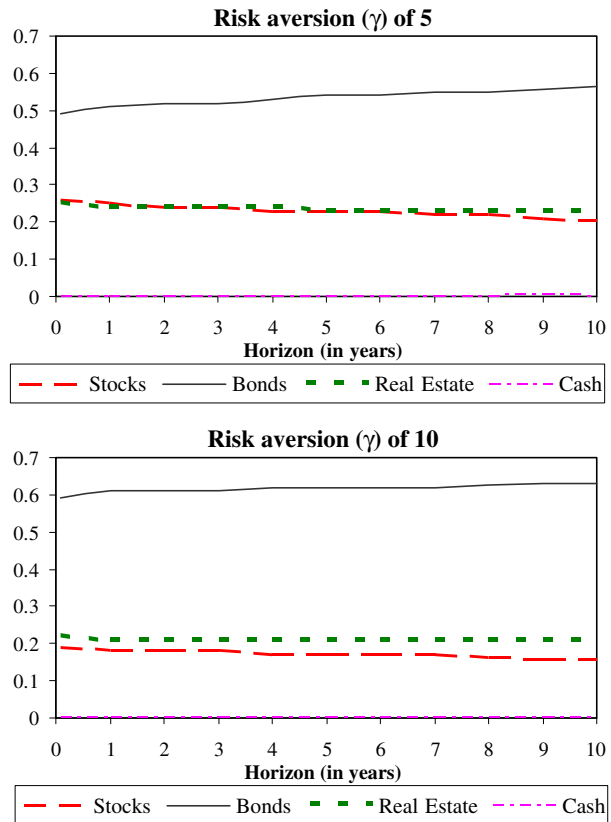 Risk aversion (γ) of 5
0.7
0.6
0.5
0.4
0.3
0.2
0.1
0
0 1 2 3 4 5 6 7 8 9 10
Horizon (in years)
Stocks Bonds Real Estate Cash
Risk aversion (γ) of 10
0.7
0.6
0.5
0.4
0.3
0.2
0.1
0
0 1 2 3 4 5 6 7 8 9 10
Horizon (in years)
Stocks Bonds Real Estate Cash